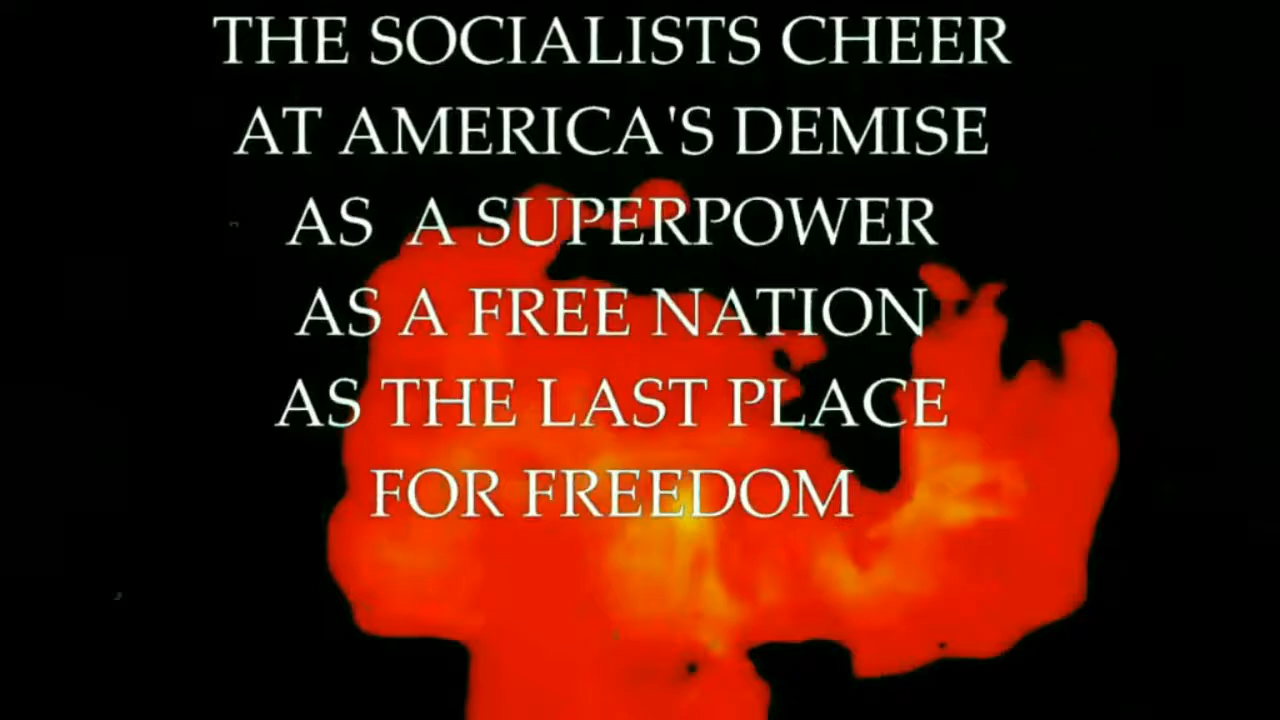 THE SOCIALISTS CHEER
AT AMERICA'S DEMISE
AS A SUPERPOWER
AS A FREE NATION
AS THE LAST PLACE
FOR FREEDOM